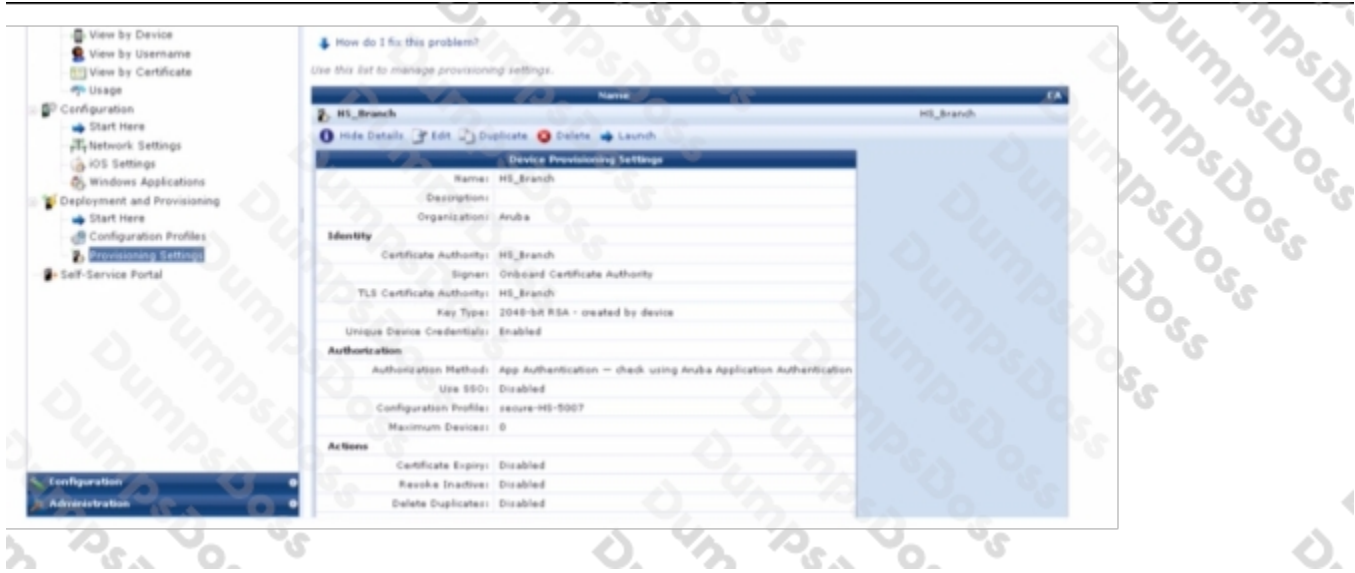 View by Device
View by Username
View by Certificate
Usage
Configuration
Start Here
Network Settings
iOS Settings
Windows Applications
Deployment and Provisioning
Start Here
Configuration Profiles
Provisioning Settings
Self-Service Portal
Configuration
Administration
How do I fix this problem?
Use this list to manage provisioning settings.
Name CA
HS_Branch HS_Branch
Hide Details Edit Duplicate Delete Launch
Device Provisioning Settings
Name: HS_Branch
Description:
Organization: Aruba
Identity
Certificate Authority: HS_Branch
Signer: Onboard Certificate Authority
TLS Certificate Authority: HS_Branch
Key Type: 2048-bit RSA - created by device
Unique Device Credentials: Enabled
Authorization
Authorization Method: App Authentication — check using Aruba Application Authentication
Use SSO: Disabled
Configuration Profile: secure-HS-5007
Maximum Devices: 0
Actions
Certificate Expiry: Disabled
Revoke Inactive: Disabled
Delete Duplicates: Disabled
DumpsBoss